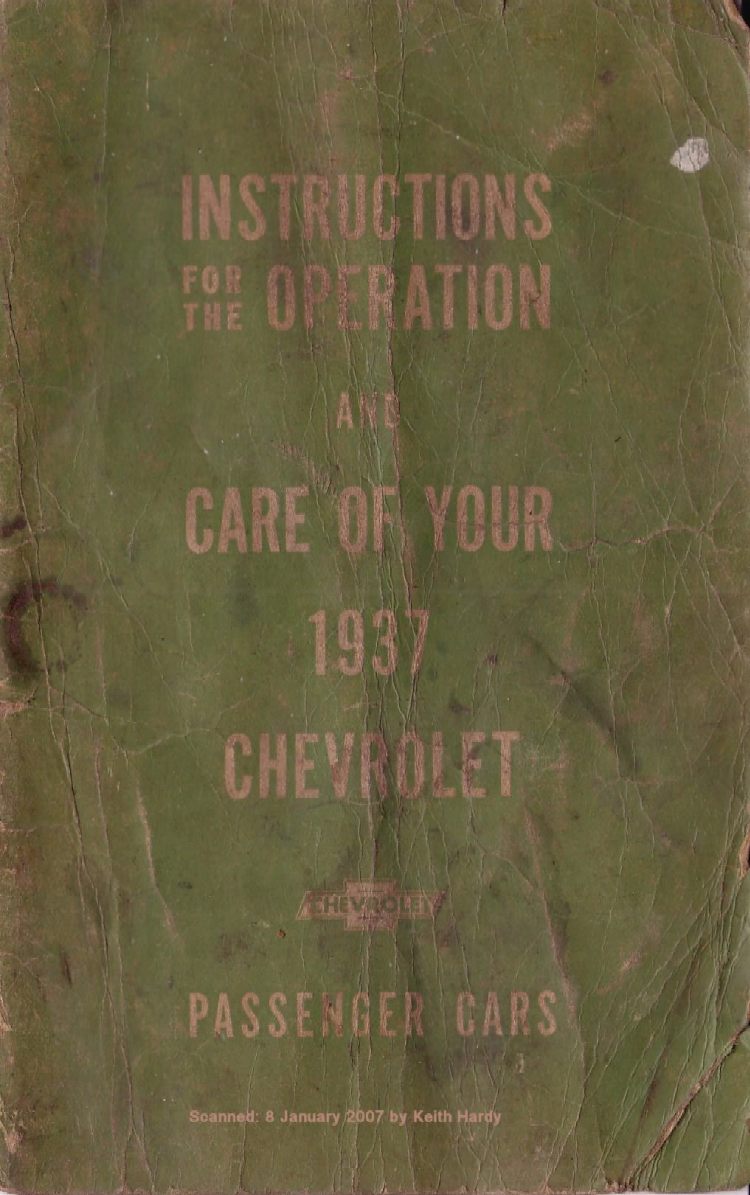 INSTRUCTIONS
FOR THE OPERATION
AND
CARE OF YOUR
1937
CHEVROLET
CHEVROLET
PASSENGER CARS
Scanned: 8 January 2007 by Keith Hardy